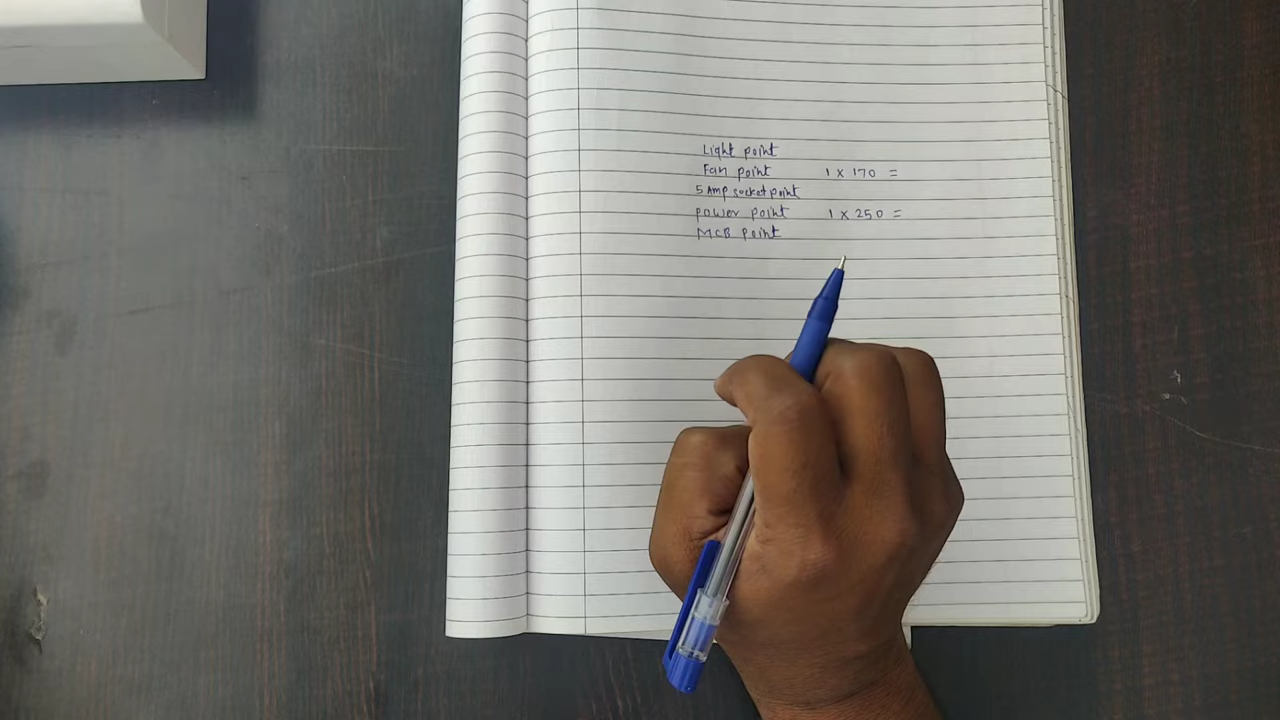 Light point
Fan point 1 x 170 =
5 Amp socket point
power point 1 x 250 =
MCB point